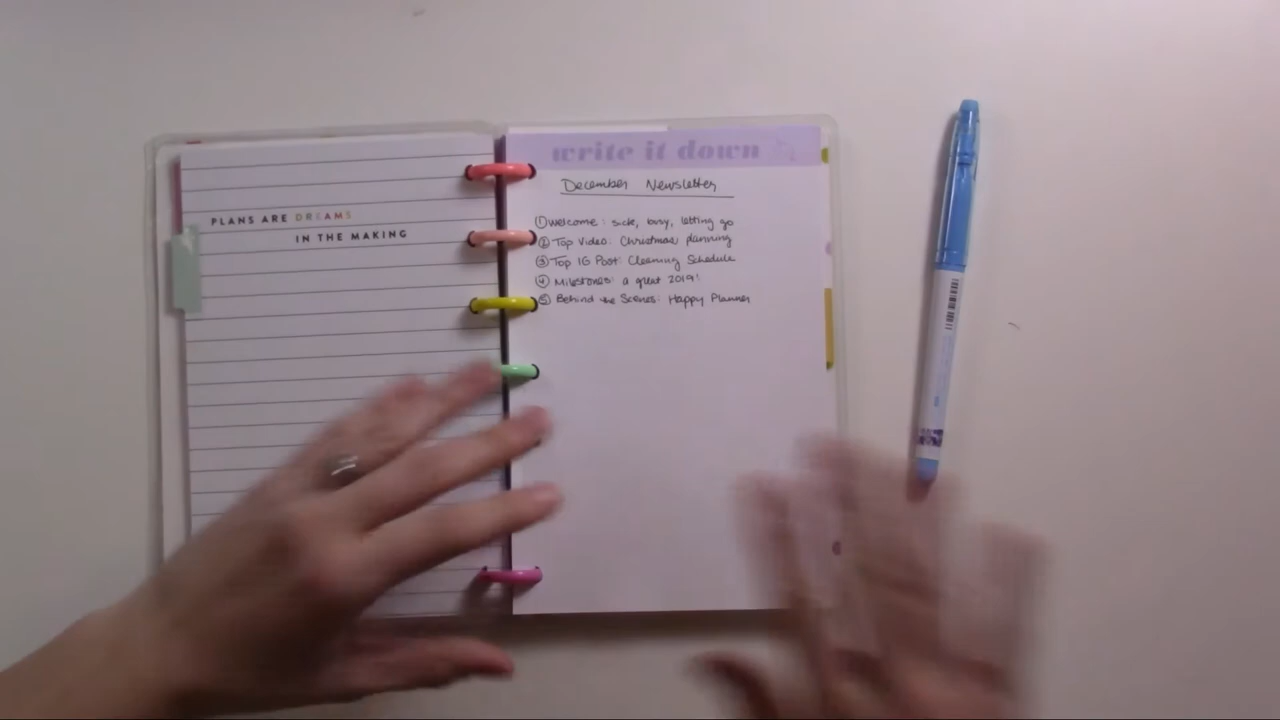 PLANS ARE DREAMS
IN THE MAKING
write it down
December Newsletter
① Welcome: sick, busy, letting go
② Top Video: Christmas planning
③ Top IG Post: Cleaning Schedule
④ Milestones: a great 2019!
⑤ Behind the Scenes: Happy Planner